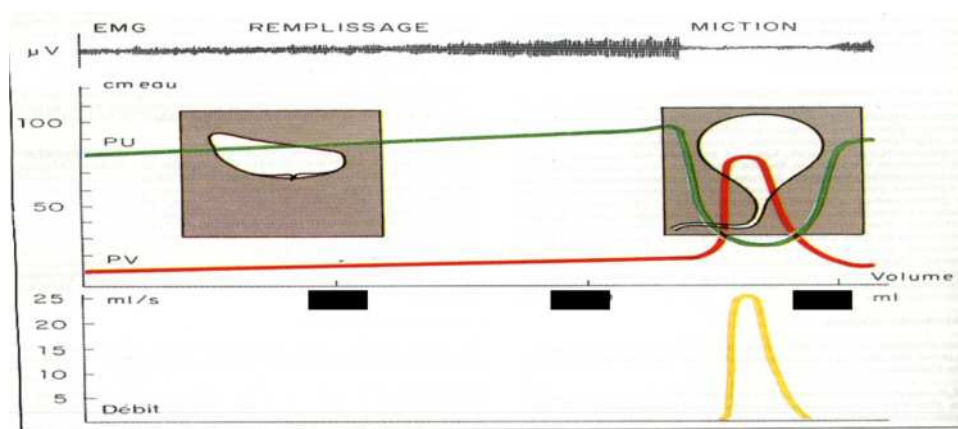 EMG REMPLISSAGE MICTION
µV
cm eau
100
PU
50
PV
Volume
25 ml/s ml
20
15
10
5
Débit